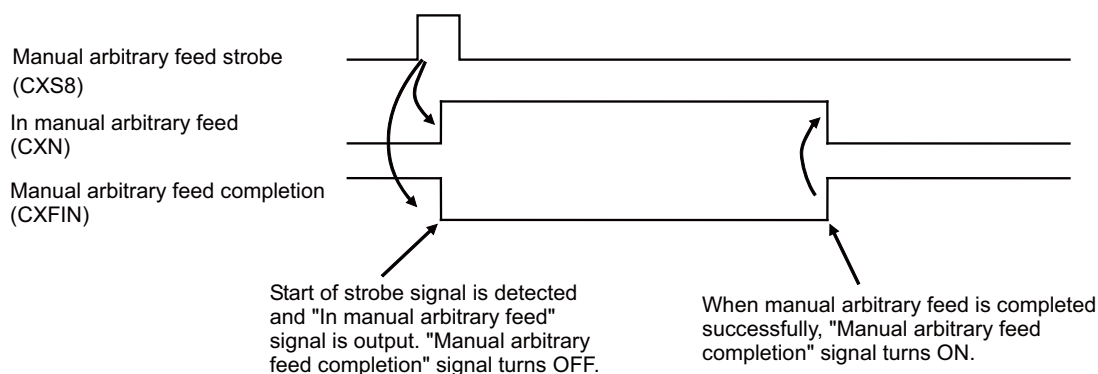 Manual arbitrary feed strobe
(CXS8)
In manual arbitrary feed
(CXN)
Manual arbitrary feed completion
(CXFIN)
Start of strobe signal is detected
and "In manual arbitrary feed"
signal is output. "Manual arbitrary
feed completion" signal turns OFF.
When manual arbitrary feed is completed
successfully, "Manual arbitrary feed
completion" signal turns ON.